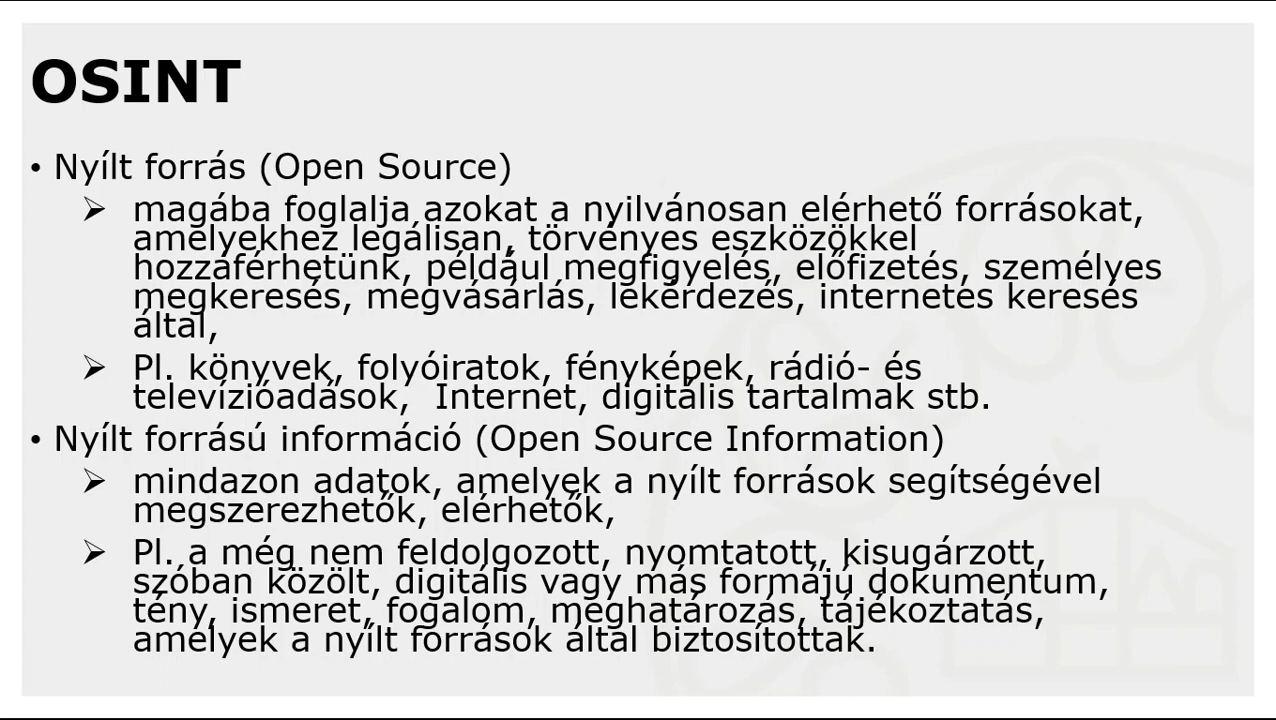 OSINT
• Nyílt forrás (Open Source)
➢ magába foglalja azokat a nyilvánosan elérhető forrásokat,
amelyekhez legálisan, törvényes eszközökkel
hozzáférhetünk, például megfigyelés, előfizetés, személyes
megkeresés, megvásárlás, lekérdezés, internetes keresés
által,
➢ Pl. könyvek, folyóiratok, fényképek, rádió- és
televízióadások,  Internet, digitális tartalmak stb.
• Nyílt forrású információ (Open Source Information)
➢ mindazon adatok, amelyek a nyílt források segítségével
megszerezhetők, elérhetők,
➢ Pl. a még nem feldolgozott, nyomtatott, kisugárzott,
szóban közölt, digitális vagy más formájú dokumentum,
tény, ismeret, fogalom, meghatározás, tájékoztatás,
amelyek a nyílt források által biztosítottak.